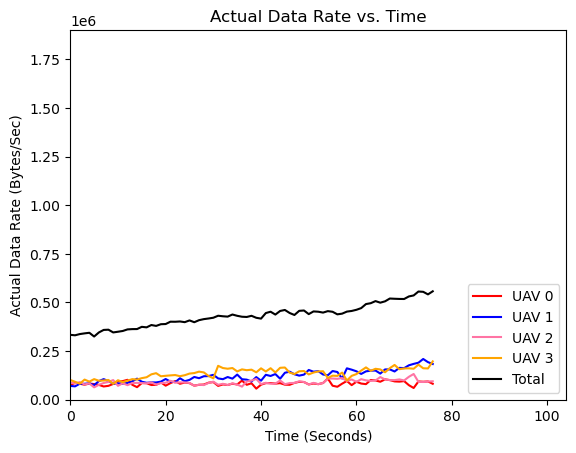 Actual Data Rate vs. Time
1e6
1.75
1.50
1.25
1.00
0.75
0.50
0.25
0.00
Actual Data Rate (Bytes/Sec)
UAV 0
UAV 1
UAV 2
UAV 3
Total
0 20 40 60 80 100
Time (Seconds)